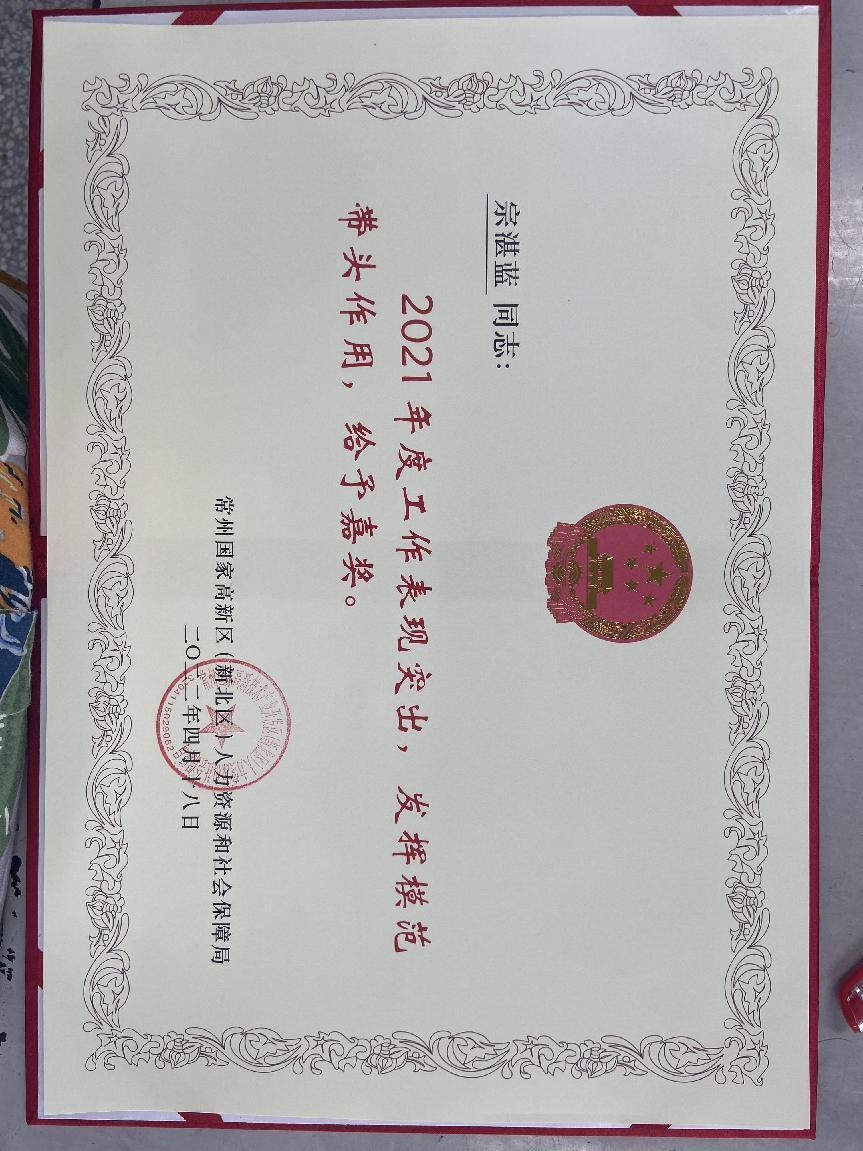 宗湛蓝 同志：
2021年度工作表现突出，发挥模范
带头作用，给予嘉奖。
常州国家高新区（新北区）人力资源和社会保障局
二〇二二年四月十八日